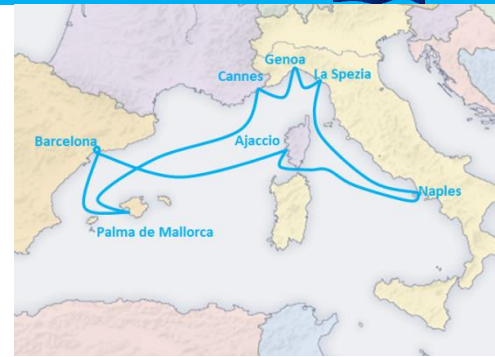 Genoa
Cannes
La Spezia
Barcelona
Ajaccio
Naples
Palma de Mallorca